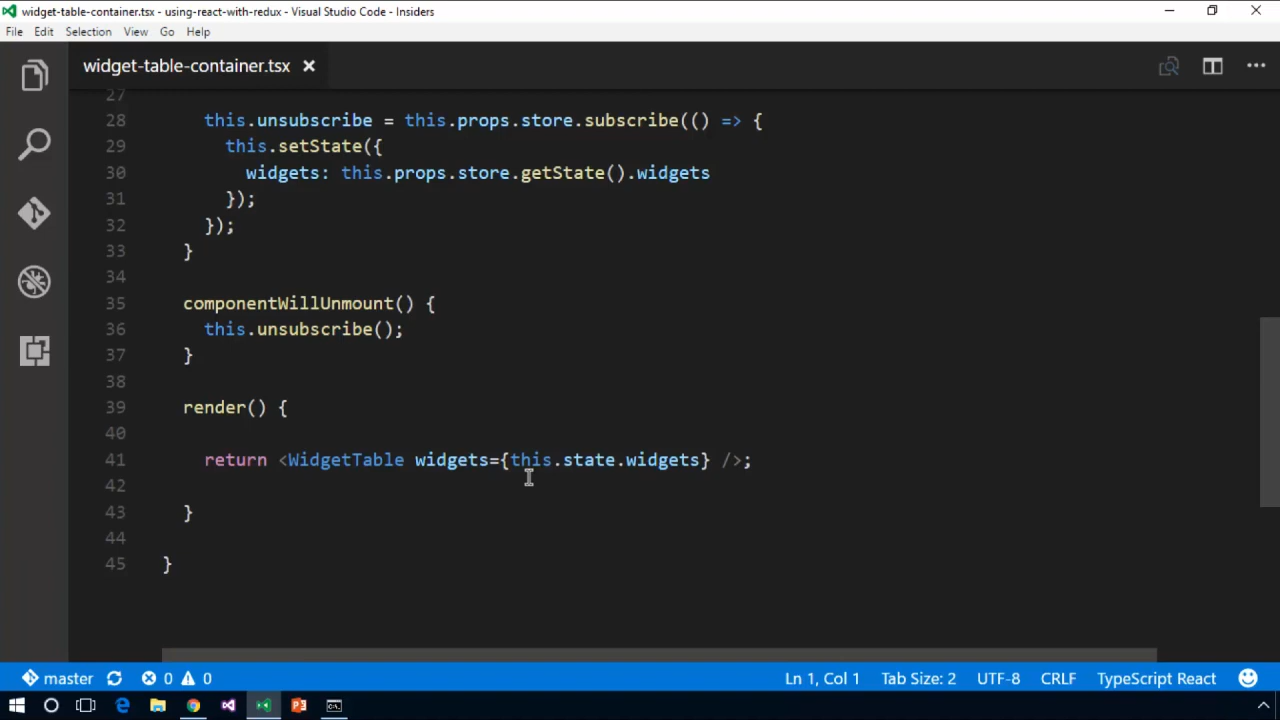 widget-table-container.tsx - using-react-with-redux - Visual Studio Code - Insiders
File Edit Selection View Go Help
widget-table-container.tsx
27
28 this.unsubscribe = this.props.store.subscribe(() => {
29 this.setState({
30 widgets: this.props.store.getState().widgets
31 });
32 });
33 }
34
35 componentWillUnmount() {
36 this.unsubscribe();
37 }
38
39 render() {
40
41 return <WidgetTable widgets={this.state.widgets} />;
42
43 }
44
45 }
master 0 0 Ln 1, Col 1 Tab Size: 2 UTF-8 CRLF TypeScript React